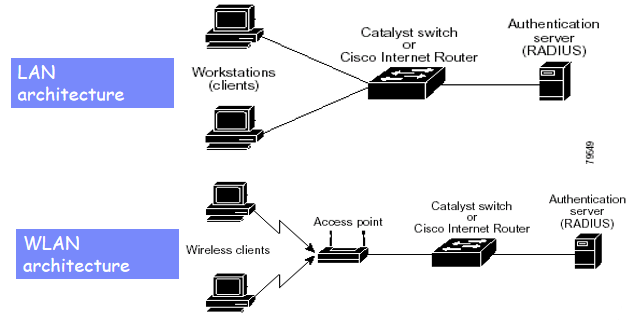 LAN
architecture
Workstations
(clients)
Catalyst switch
or
Cisco Internet Router
Authentication
server
(RADIUS)
79549
WLAN
architecture
Wireless clients
Access point
Catalyst switch
or
Cisco Internet Router
Authentication
server
(RADIUS)